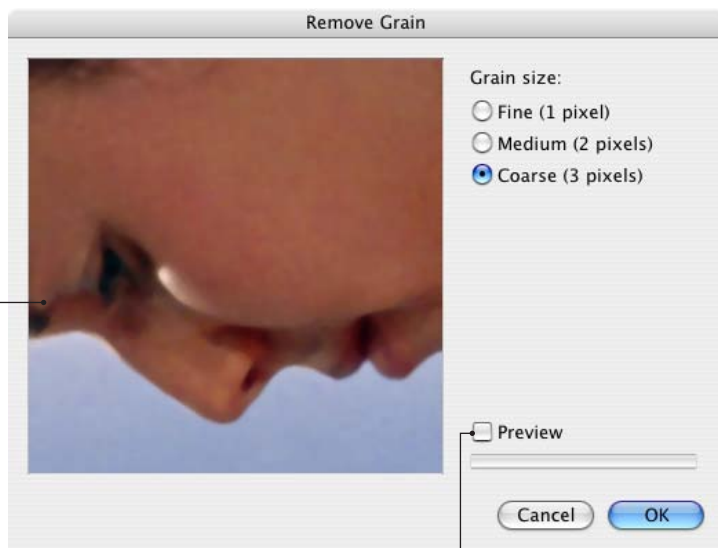 Remove Grain
Grain size:
Fine (1 pixel)
Medium (2 pixels)
Coarse (3 pixels)
Preview
Cancel
OK